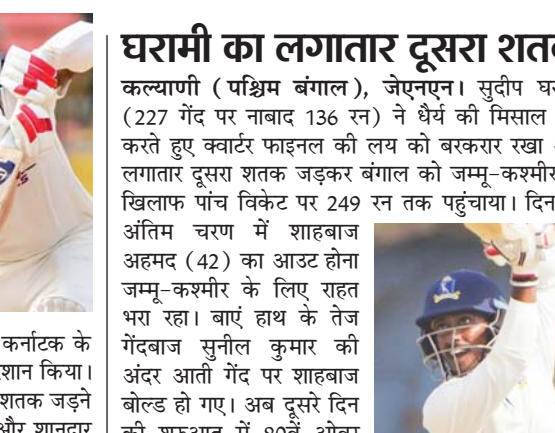 घरामी का लगातार दूसरा
कल्याणी (पश्चिम बंगाल), जेएनएन। सुदीप
(227 गेंद पर नाबाद 136 रन) ने धैर्य की मिसाल
करते हुए क्वार्टर फाइनल की लय को बरकरार रखा
लगातार दूसरा शतक जड़कर बंगाल को जम्मू-कश्मीर
खिलाफ पांच विकेट पर 249 रन तक पहुंचाया। दिन
अंतिम चरण में शाहबाज
अहमद (42) का आउट होना
जम्मू-कश्मीर के लिए राहत
भरा रहा। बाएं हाथ के तेज
गेंदबाज सुनील कुमार की
अंदर आती गेंद पर शाहबाज
बोल्ड हो गए। अब दूसरे दिन
कर्नाटक के
किया।
शतक जड़ने
और शानदार